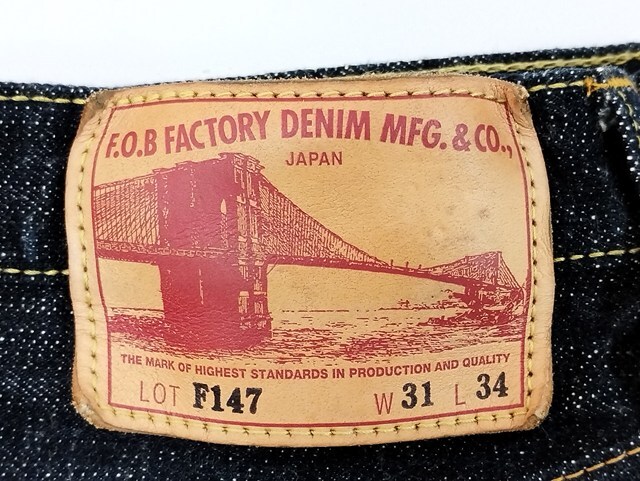 F.O.B FACTORY DENIM MFG. & CO.,
JAPAN
THE MARK OF HIGHEST STANDARDS IN PRODUCTION AND QUALITY
LOT F147 W 31 L 34